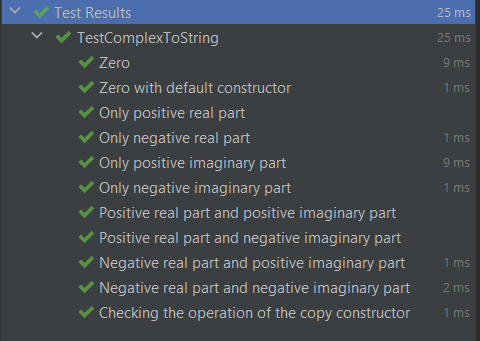 Test Results 25 ms
TestComplexToString 25 ms
Zero 9 ms
Zero with default constructor 1 ms
Only positive real part
Only negative real part 1 ms
Only positive imaginary part 9 ms
Only negative imaginary part 1 ms
Positive real part and positive imaginary part
Positive real part and negative imaginary part
Negative real part and positive imaginary part 1 ms
Negative real part and negative imaginary part 2 ms
Checking the operation of the copy constructor 1 ms